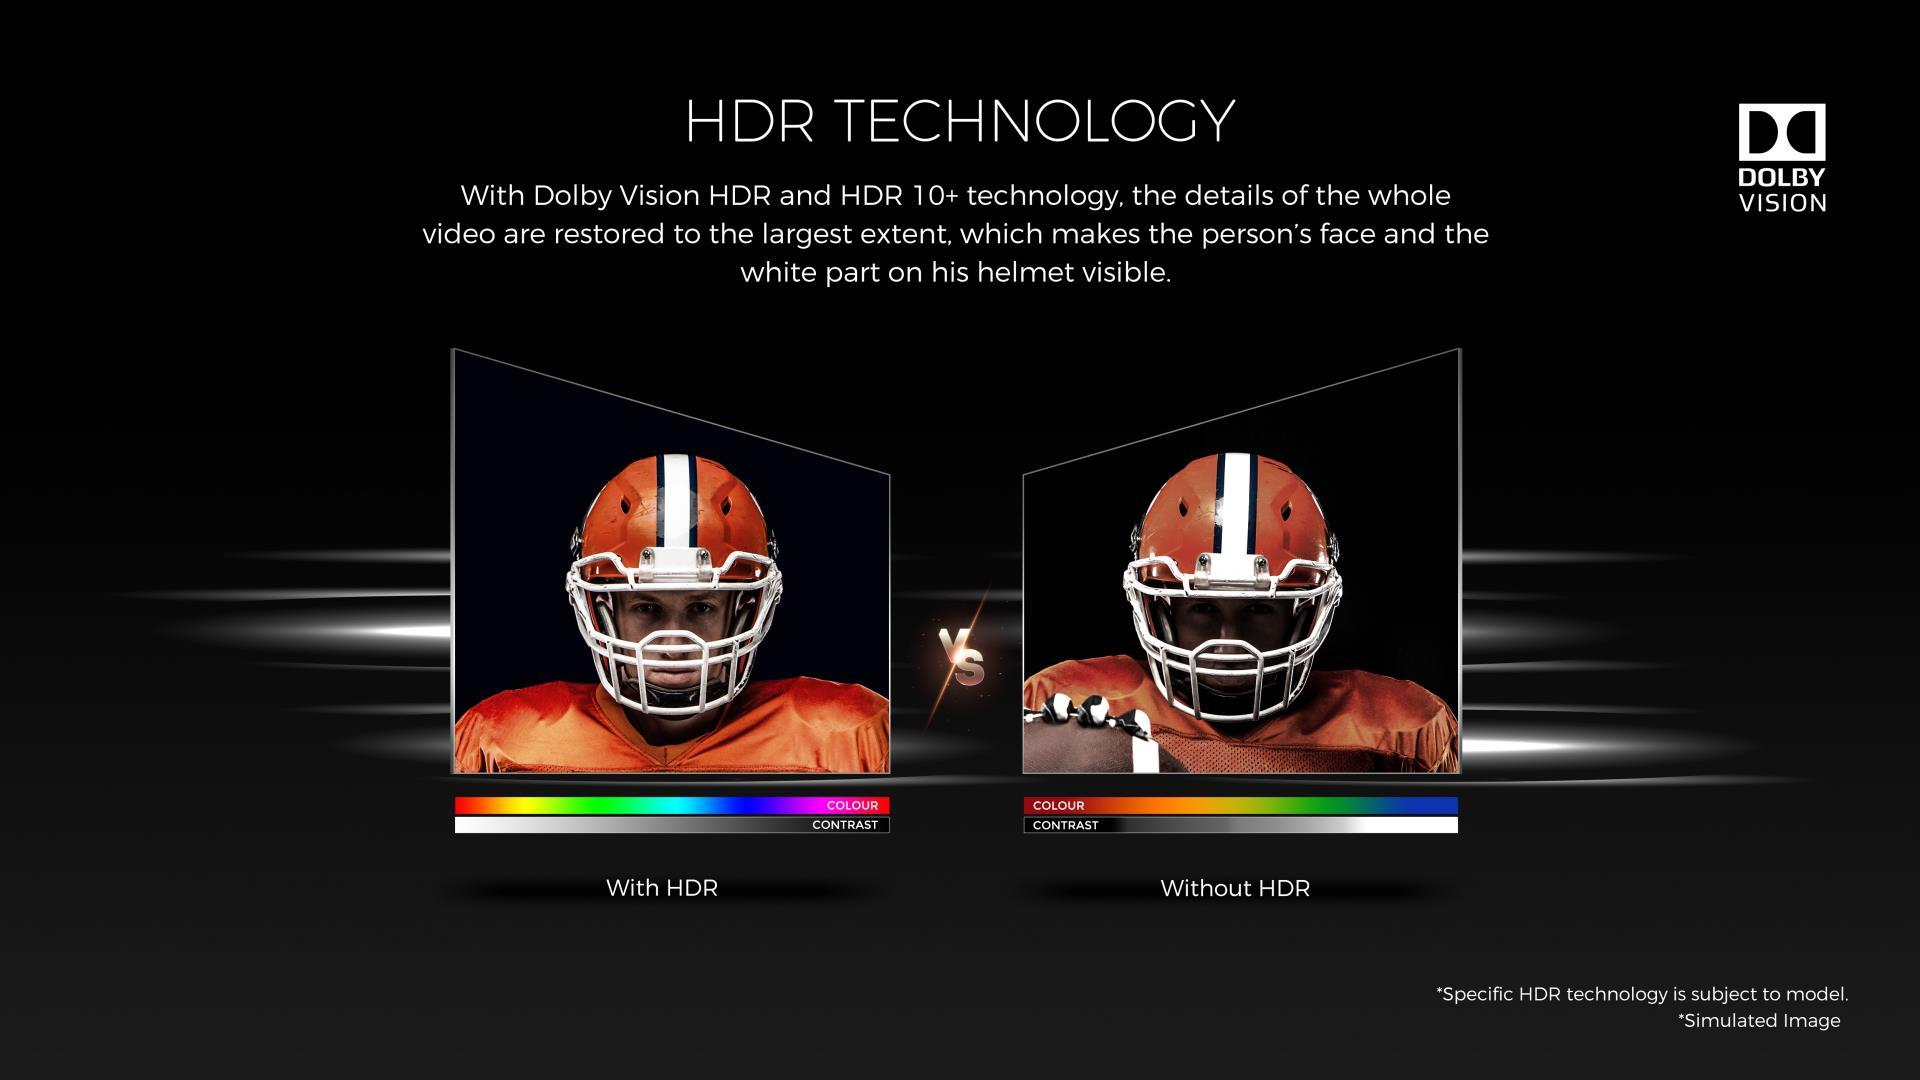 HDR TECHNOLOGY
With Dolby Vision HDR and HDR 10+ technology, the details of the whole
video are restored to the largest extent, which makes the person’s face and the
white part on his helmet visible.
DOLBY
VISION
VS
COLOUR
CONTRAST
COLOUR
CONTRAST
With HDR
Without HDR
*Specific HDR technology is subject to model.
*Simulated Image